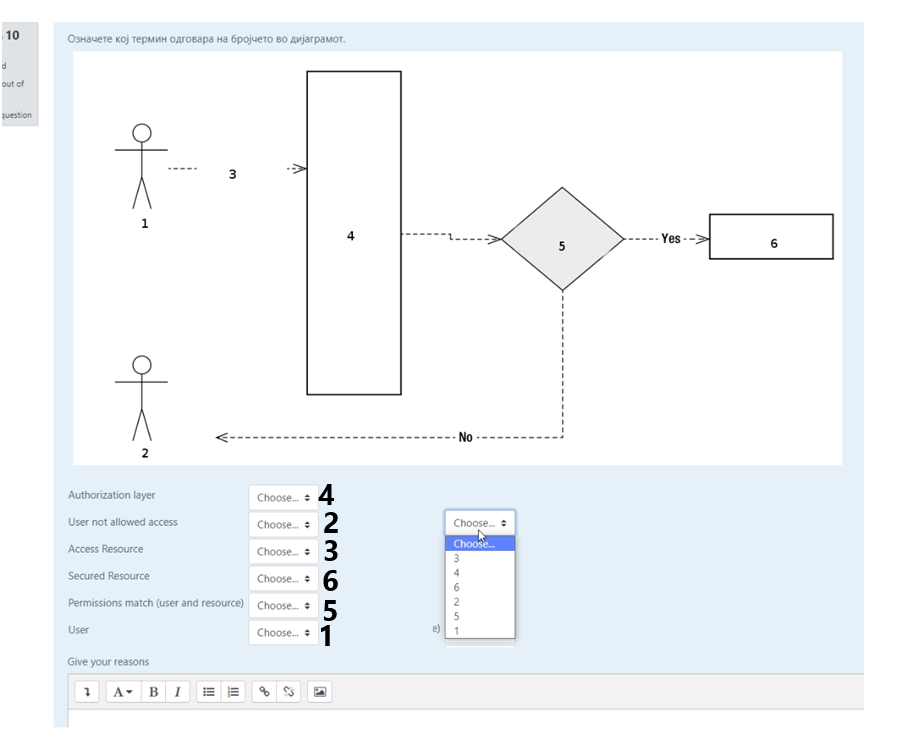 10
d
out of
question
Означете кој термин одговара на бројчето во дијаграмот.
1
3
4
5
Yes
6
2
No
Authorization layer Choose... 4
User not allowed access Choose... 2
Access Resource Choose... 3
Secured Resource Choose... 6
Permissions match (user and resource) Choose... 5
User Choose... 1
Choose...
Choose...
3
4
6
2
5
1
e)
Give your reasons
A B I